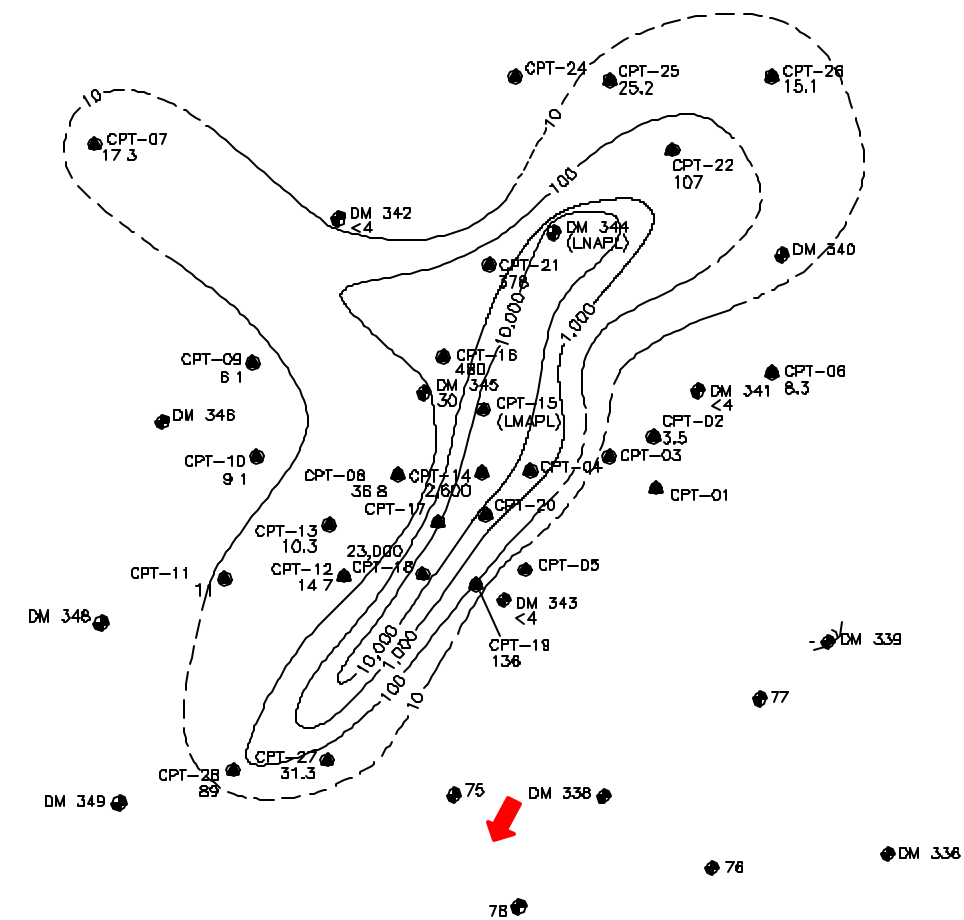 CPT-24
CPT-25
25.2
CPT-26
15.1
10
10
CPT-07
17.3
CPT-22
107
100
DM 342
<4
DM 344
(LNAPL)
DM 340
CPT-21
378
10,000
1,000
CPT-09
6.1
CPT-16
480
DM 345
30
CPT-06
8.3
DM 341
<4
CPT-15
(LMAPL)
DM 346
CPT-02
3.5
CPT-03
CPT-10
9.1
CPT-08
36.8
CPT-14
2,600
CPT-04
CPT-01
CPT-17
CPT-20
CPT-13
10.3
23,000
CPT-12
14.7
CPT-18
CPT-05
CPT-11
11
DM 343
<4
DM 348
CPT-19
136
DM 339
10,000
1,000
100
10
77
CPT-27
31.3
CPT-28
89
DM 349
75
DM 338
76
DM 336
78